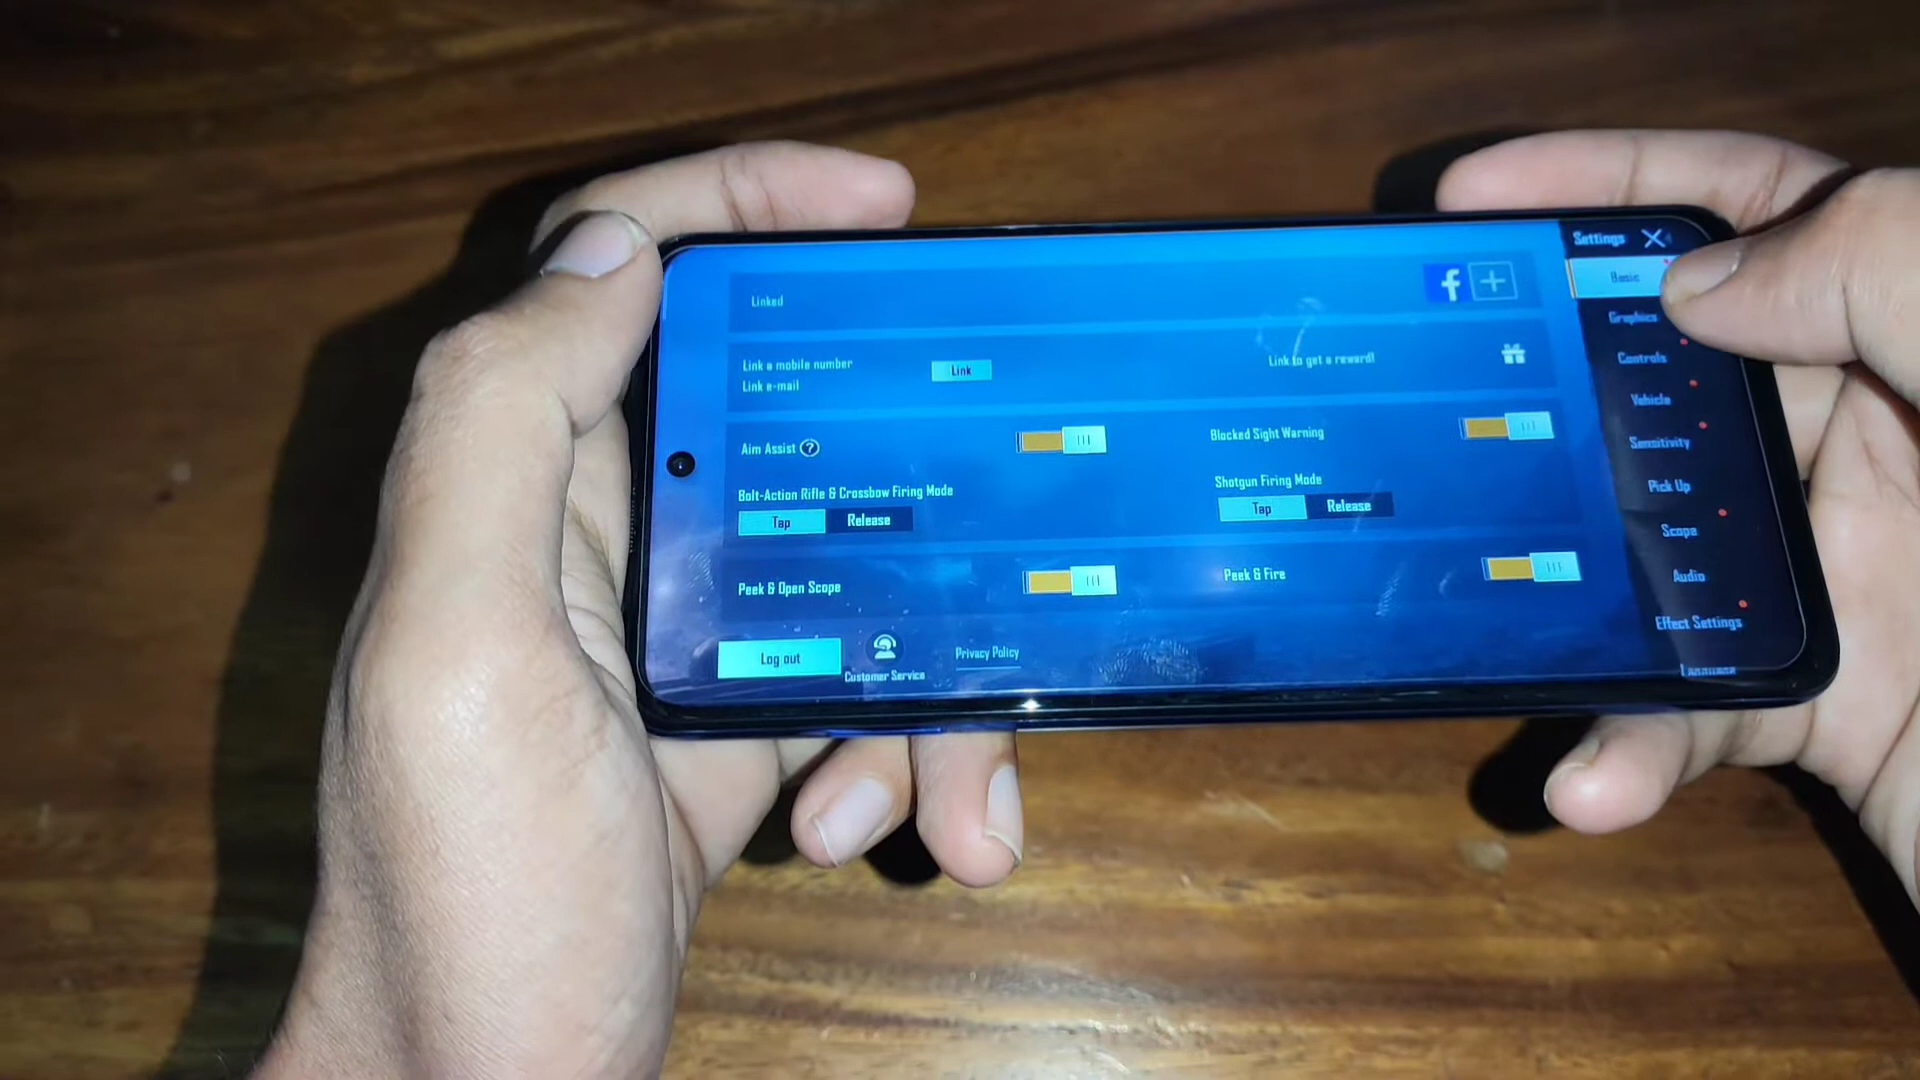 Settings
Linked
f
Basic
Graphics
Link a mobile number
Link e-mail
Link
Link to get a reward!
Controls
Vehicle
Aim Assist ?
Blocked Sight Warning
Sensitivity
Bolt-Action Rifle & Crossbow Firing Mode
Tap Release
Shotgun Firing Mode
Tap Release
Pick Up
Scope
Peek & Open Scope
Peek & Fire
Audio
Effect Settings
Log out
Customer Service
Privacy Policy
Language